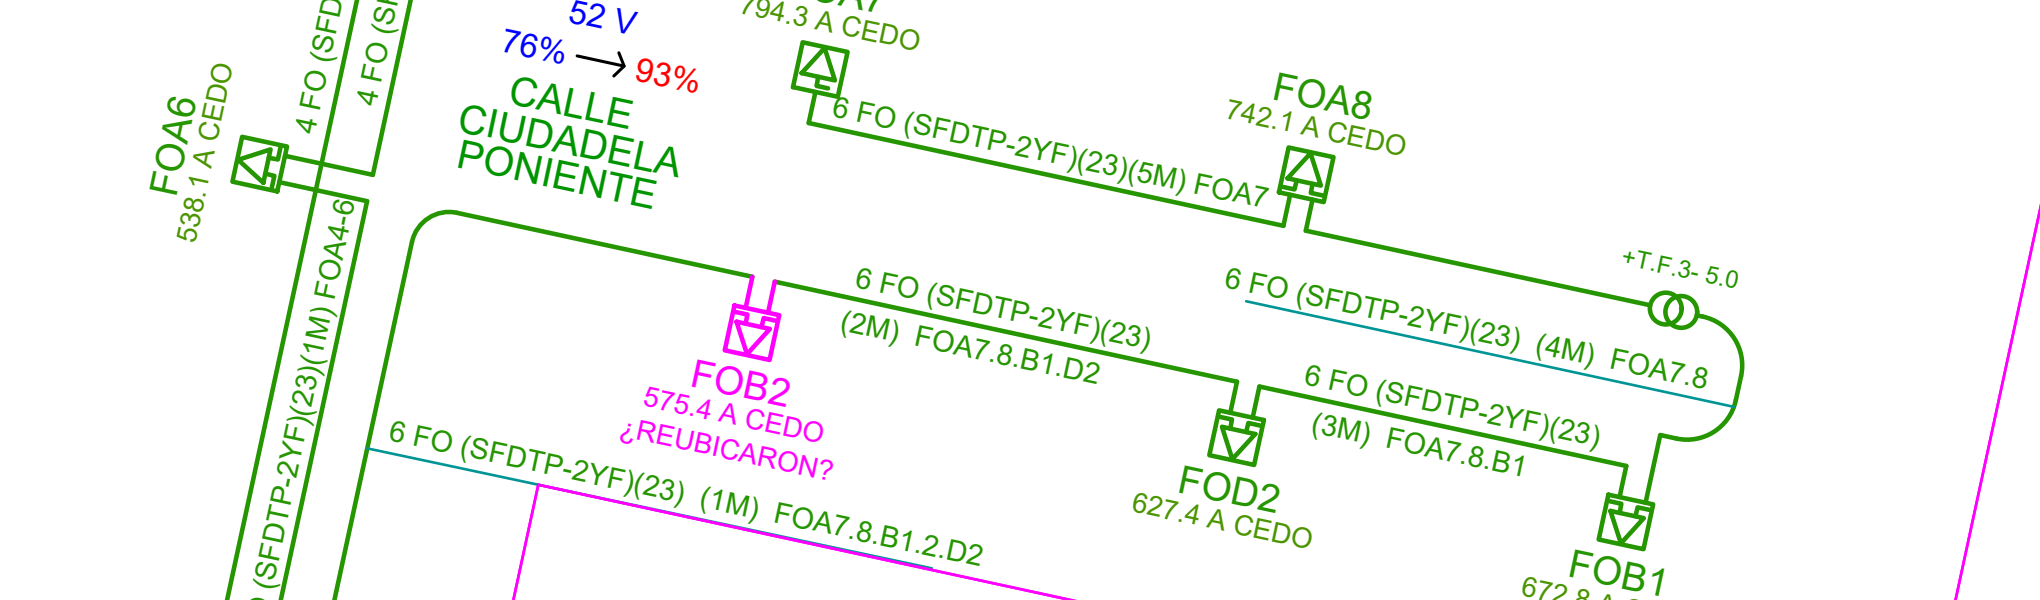 52 V
76% → 93%
CALLE
CIUDADELA
PONIENTE
794.3 A CEDO
6 FO (SFDTP-2YF)(23)(5M) FOA7
FOA8
742.1 A CEDO
+T.F.3- 5.0
6 FO (SFDTP-2YF)(23) (4M) FOA7.8
FOA6
538.1 A CEDO
4 FO
4 FO
(SFDTP-2YF)(23)(1M) FOA4-6
6 FO (SFDTP-2YF)(23)
(2M) FOA7.8.B1.D2
FOB2
575.4 A CEDO
¿REUBICARON?
6 FO (SFDTP-2YF)(23)
(3M) FOA7.8.B1
FOD2
627.4 A CEDO
6 FO (SFDTP-2YF)(23) (1M) FOA7.8.B1.2.D2
FOB1
672.8 A